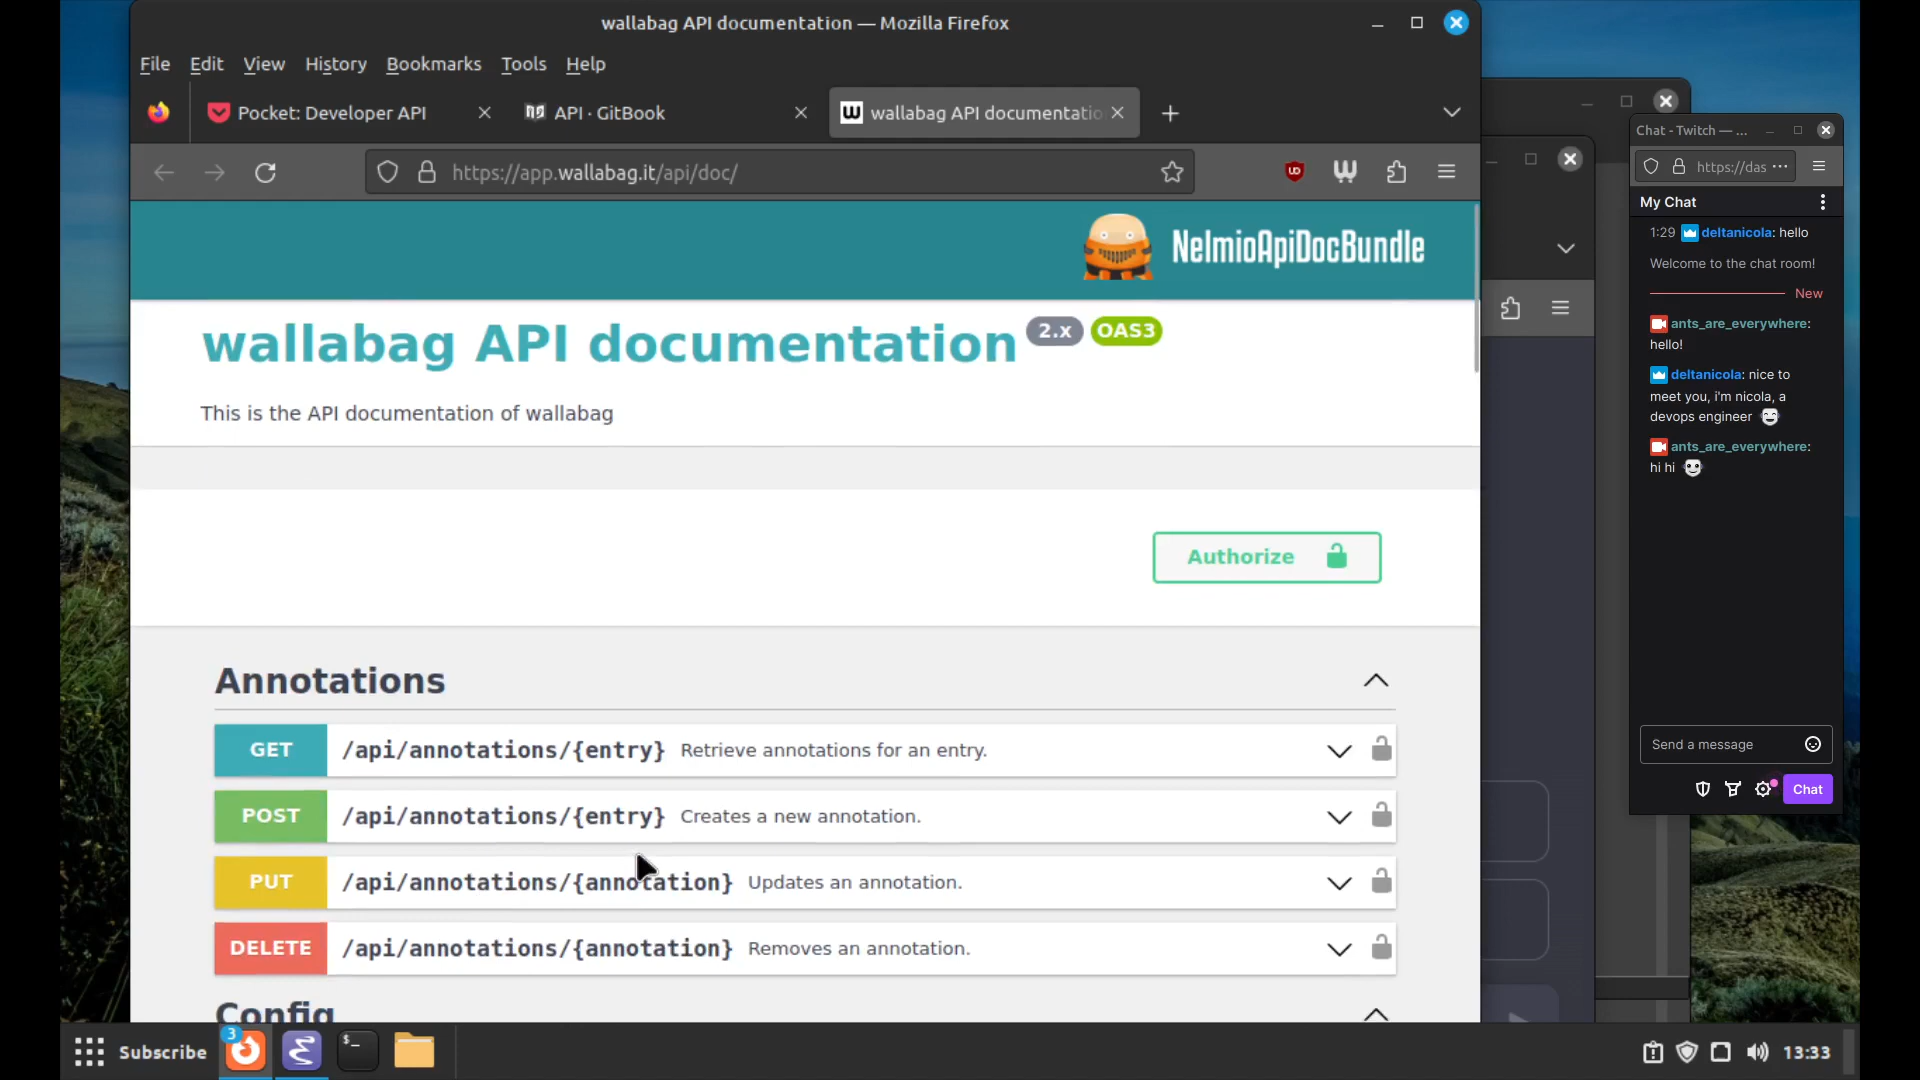 wallabag API documentation — Mozilla Firefox
File Edit View History Bookmarks Tools Help
Pocket: Developer API
API · GitBook
wallabag API documentatio
https://app.wallabag.it/api/doc/
NelmioApiDocBundle
wallabag API documentation 2.x OAS3
This is the API documentation of wallabag
Authorize
Annotations
GET /api/annotations/{entry} Retrieve annotations for an entry.
POST /api/annotations/{entry} Creates a new annotation.
PUT /api/annotations/{annotation} Updates an annotation.
DELETE /api/annotations/{annotation} Removes an annotation.
Config
Chat - Twitch — ...
https://das
My Chat
1:29 deltanicola: hello
Welcome to the chat room!
New
ants_are_everywhere:
hello!
deltanicola: nice to
meet you, i'm nicola, a
devops engineer
ants_are_everywhere:
hi hi
Send a message
Chat
Subscribe
3
$_
13:33